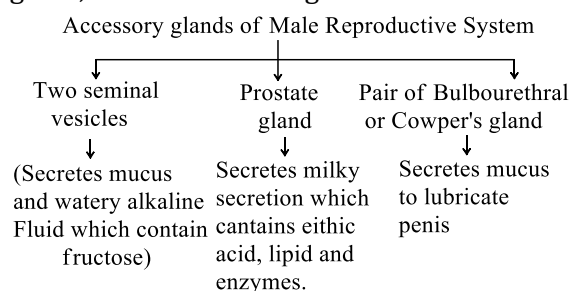 Accessory glands of Male Reproductive System
Two seminal
vesicles
Prostate
gland
Pair of Bulbourethral
or Cowper's gland
(Secretes mucus
and watery alkaline
Fluid which contain
fructose)
Secretes milky
secretion which
cantains eithic
acid, lipid and
enzymes.
Secretes mucus
to lubricate
penis